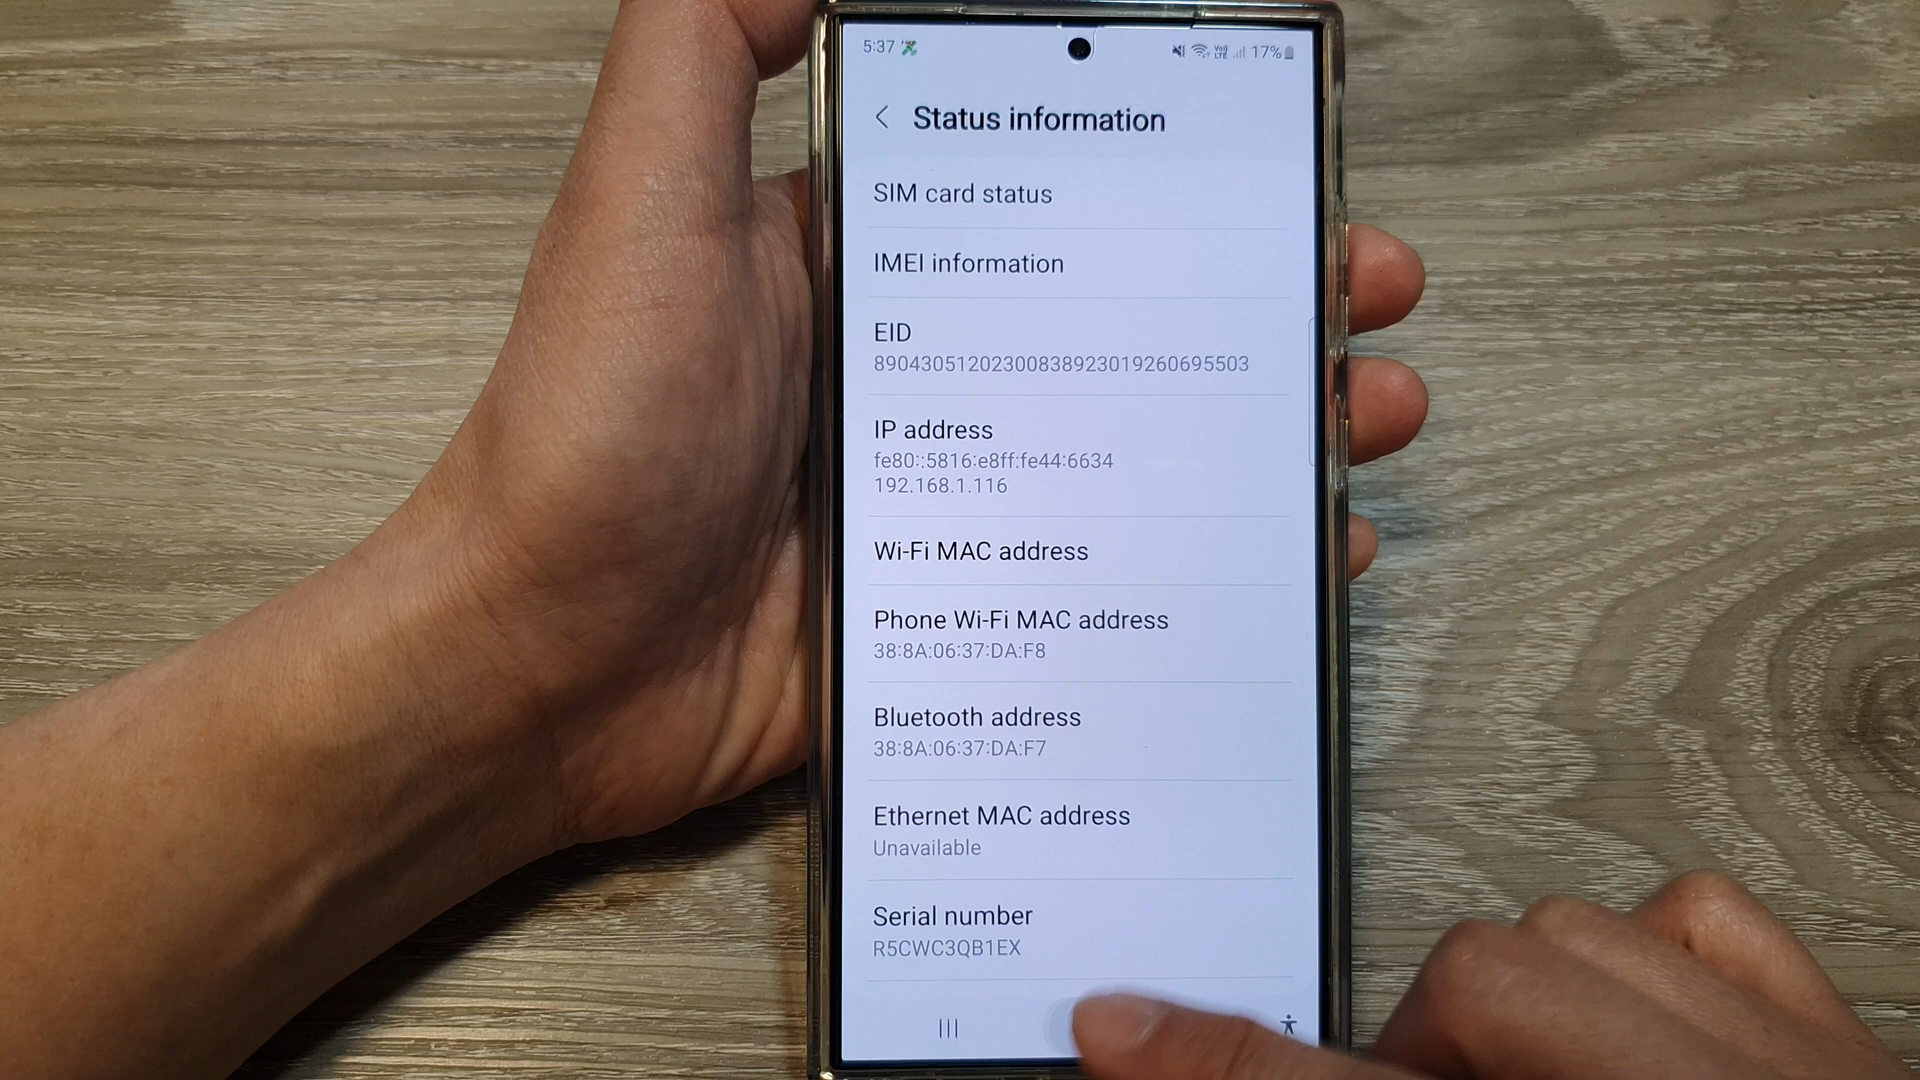 5:37
Vo)) LTE 17%
Status information
SIM card status
IMEI information
EID
89043051202300838923019260695503
IP address
fe80::5816:e8ff:fe44:6634
192.168.1.116
Wi-Fi MAC address
Phone Wi-Fi MAC address
38:8A:06:37:DA:F8
Bluetooth address
38:8A:06:37:DA:F7
Ethernet MAC address
Unavailable
Serial number
R5CWC3QB1EX